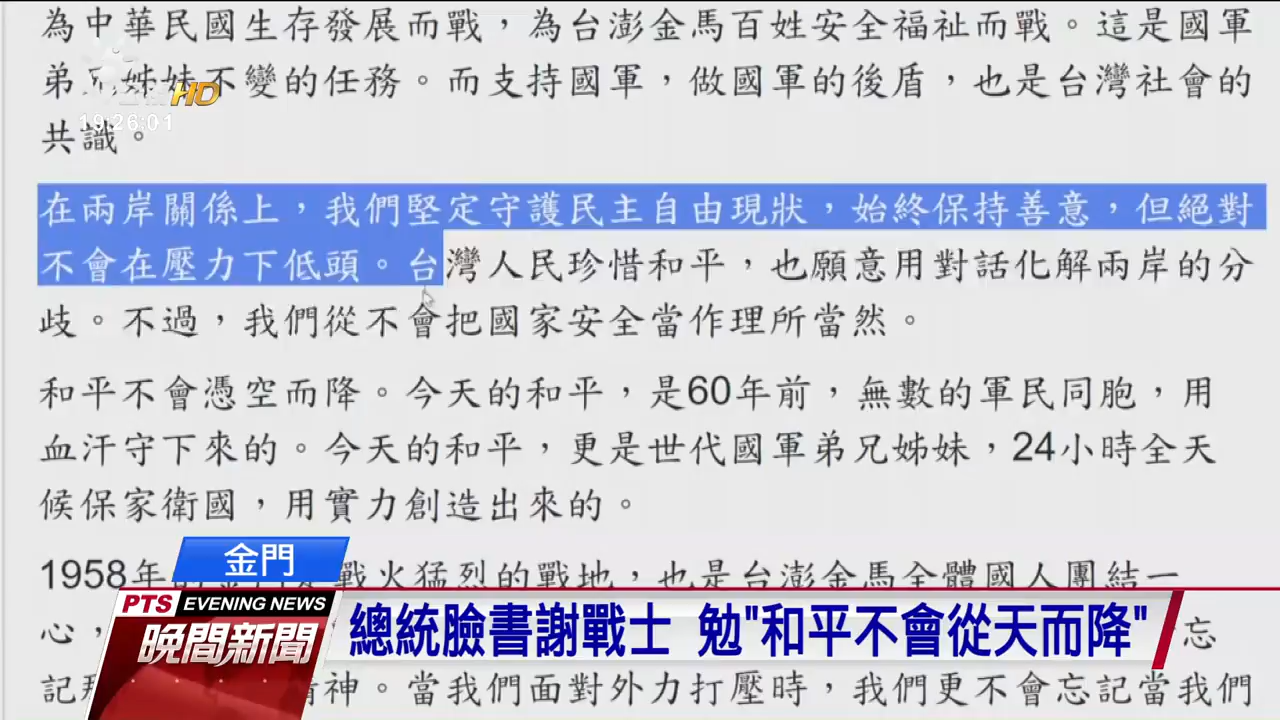 為中華民國生存發展而戰，為台澎金馬百姓安全福祉而戰。這是國軍
弟兄姊妹不變的任務。而支持國軍，做國軍的後盾，也是台灣社會的
HD
19:26:01
共識。
在兩岸關係上，我們堅定守護民主自由現狀，始終保持善意，但絕對
不會在壓力下低頭。台灣人民珍惜和平，也願意用對話化解兩岸的分
歧。不過，我們從不會把國家安全當作理所當然。
和平不會憑空而降。今天的和平，是60年前，無數的軍民同胞，用
血汗守下來的。今天的和平，更是世代國軍弟兄姊妹，24小時全天
候保家衛國，用實力創造出來的。
金門
1958年 戰火猛烈的戰地，也是台澎金馬全體國人團結一
心， 忘
PTS EVENING NEWS
晚間新聞
總統臉書謝戰士 勉"和平不會從天而降"
記 精神。當我們面對外力打壓時，我們更不會忘記當我們